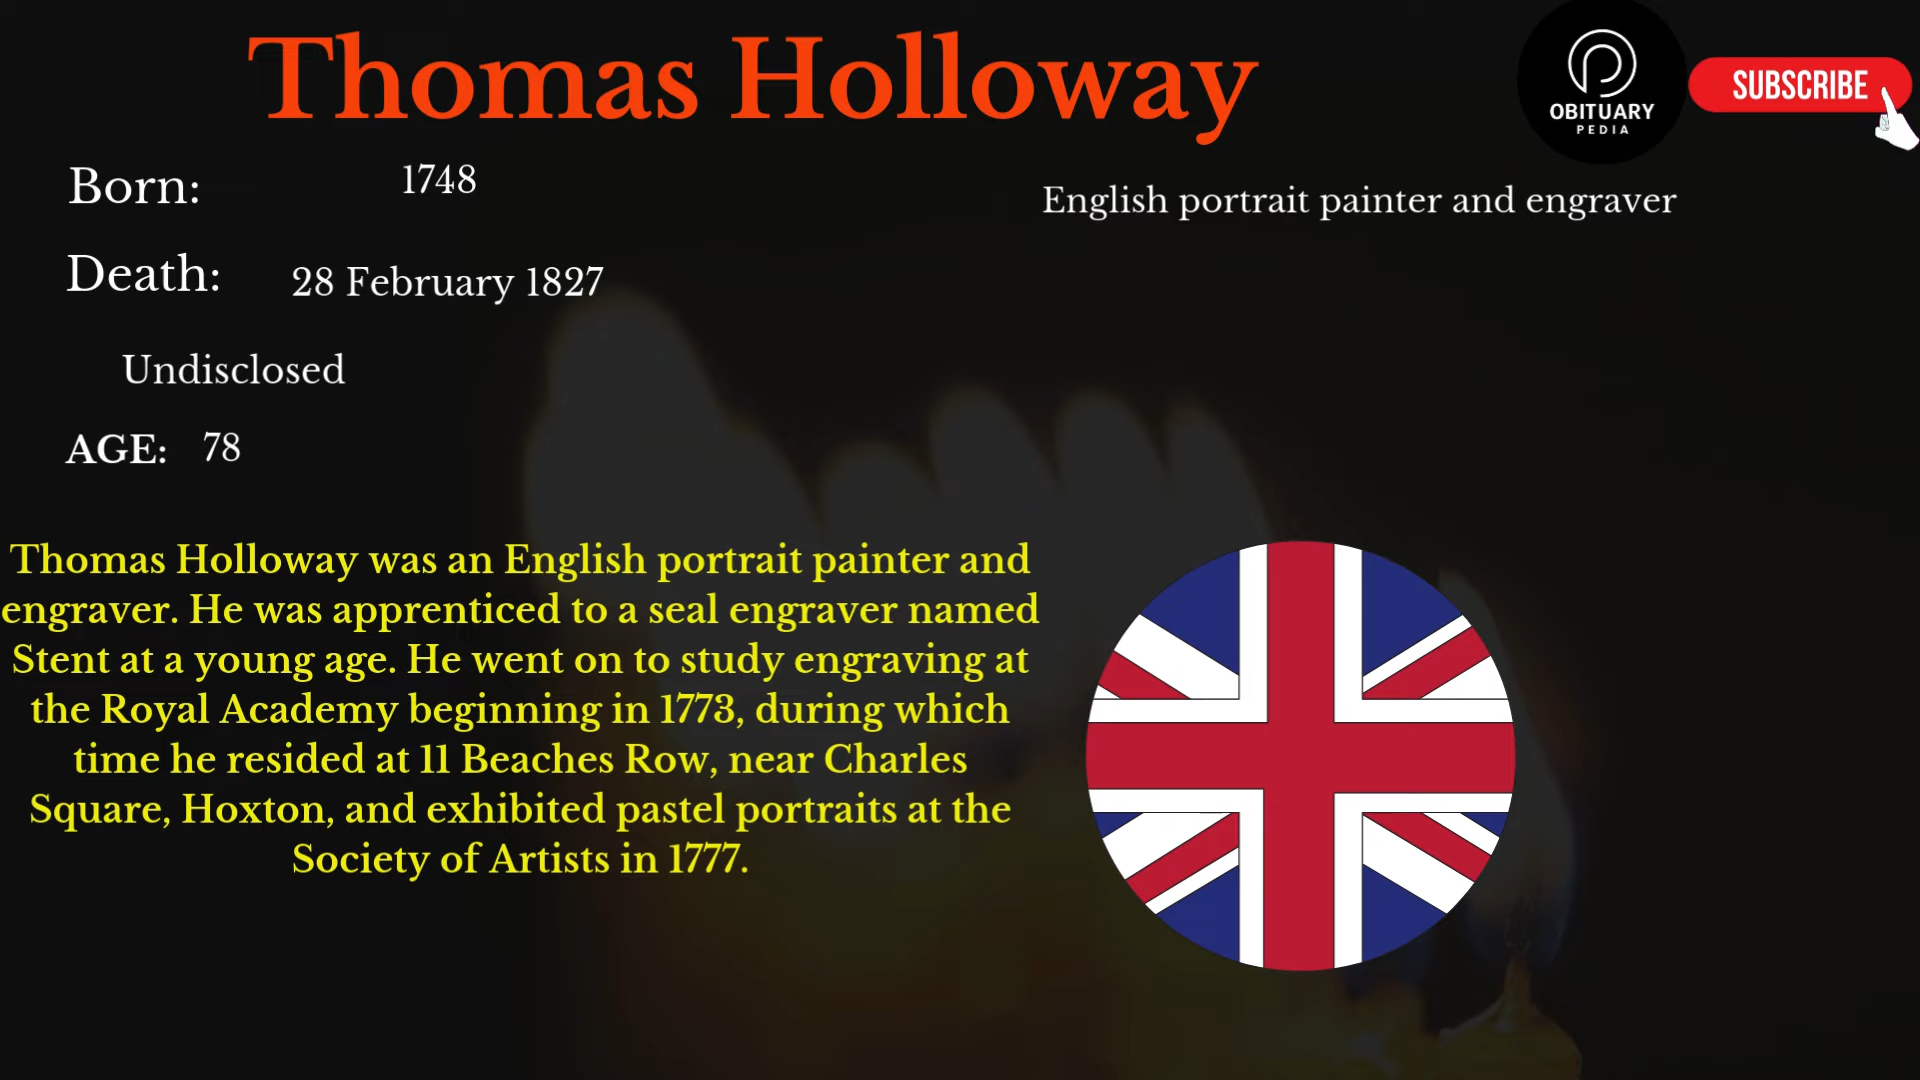 Thomas Holloway
OBITUARY
PEDIA
SUBSCRIBE
Born: 1748
English portrait painter and engraver
Death: 28 February 1827
Undisclosed
AGE: 78
Thomas Holloway was an English portrait painter and
engraver. He was apprenticed to a seal engraver named
Stent at a young age. He went on to study engraving at
the Royal Academy beginning in 1773, during which
time he resided at 11 Beaches Row, near Charles
Square, Hoxton, and exhibited pastel portraits at the
Society of Artists in 1777.